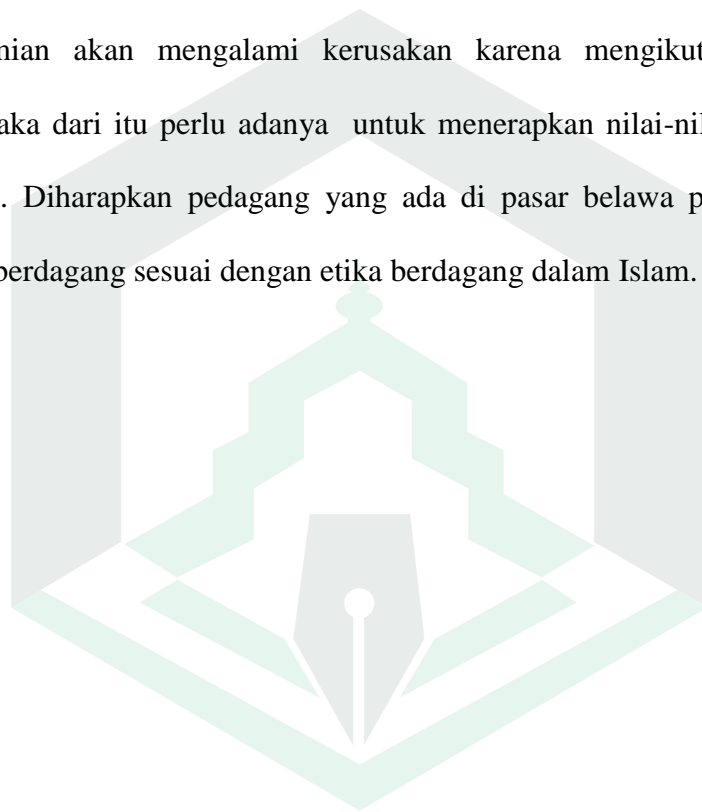 mian akan mengalami kerusakan karena mengikut
aka dari itu perlu adanya untuk menerapkan nilai-nil
. Diharapkan pedagang yang ada di pasar belawa p
berdagang sesuai dengan etika berdagang dalam Islam.